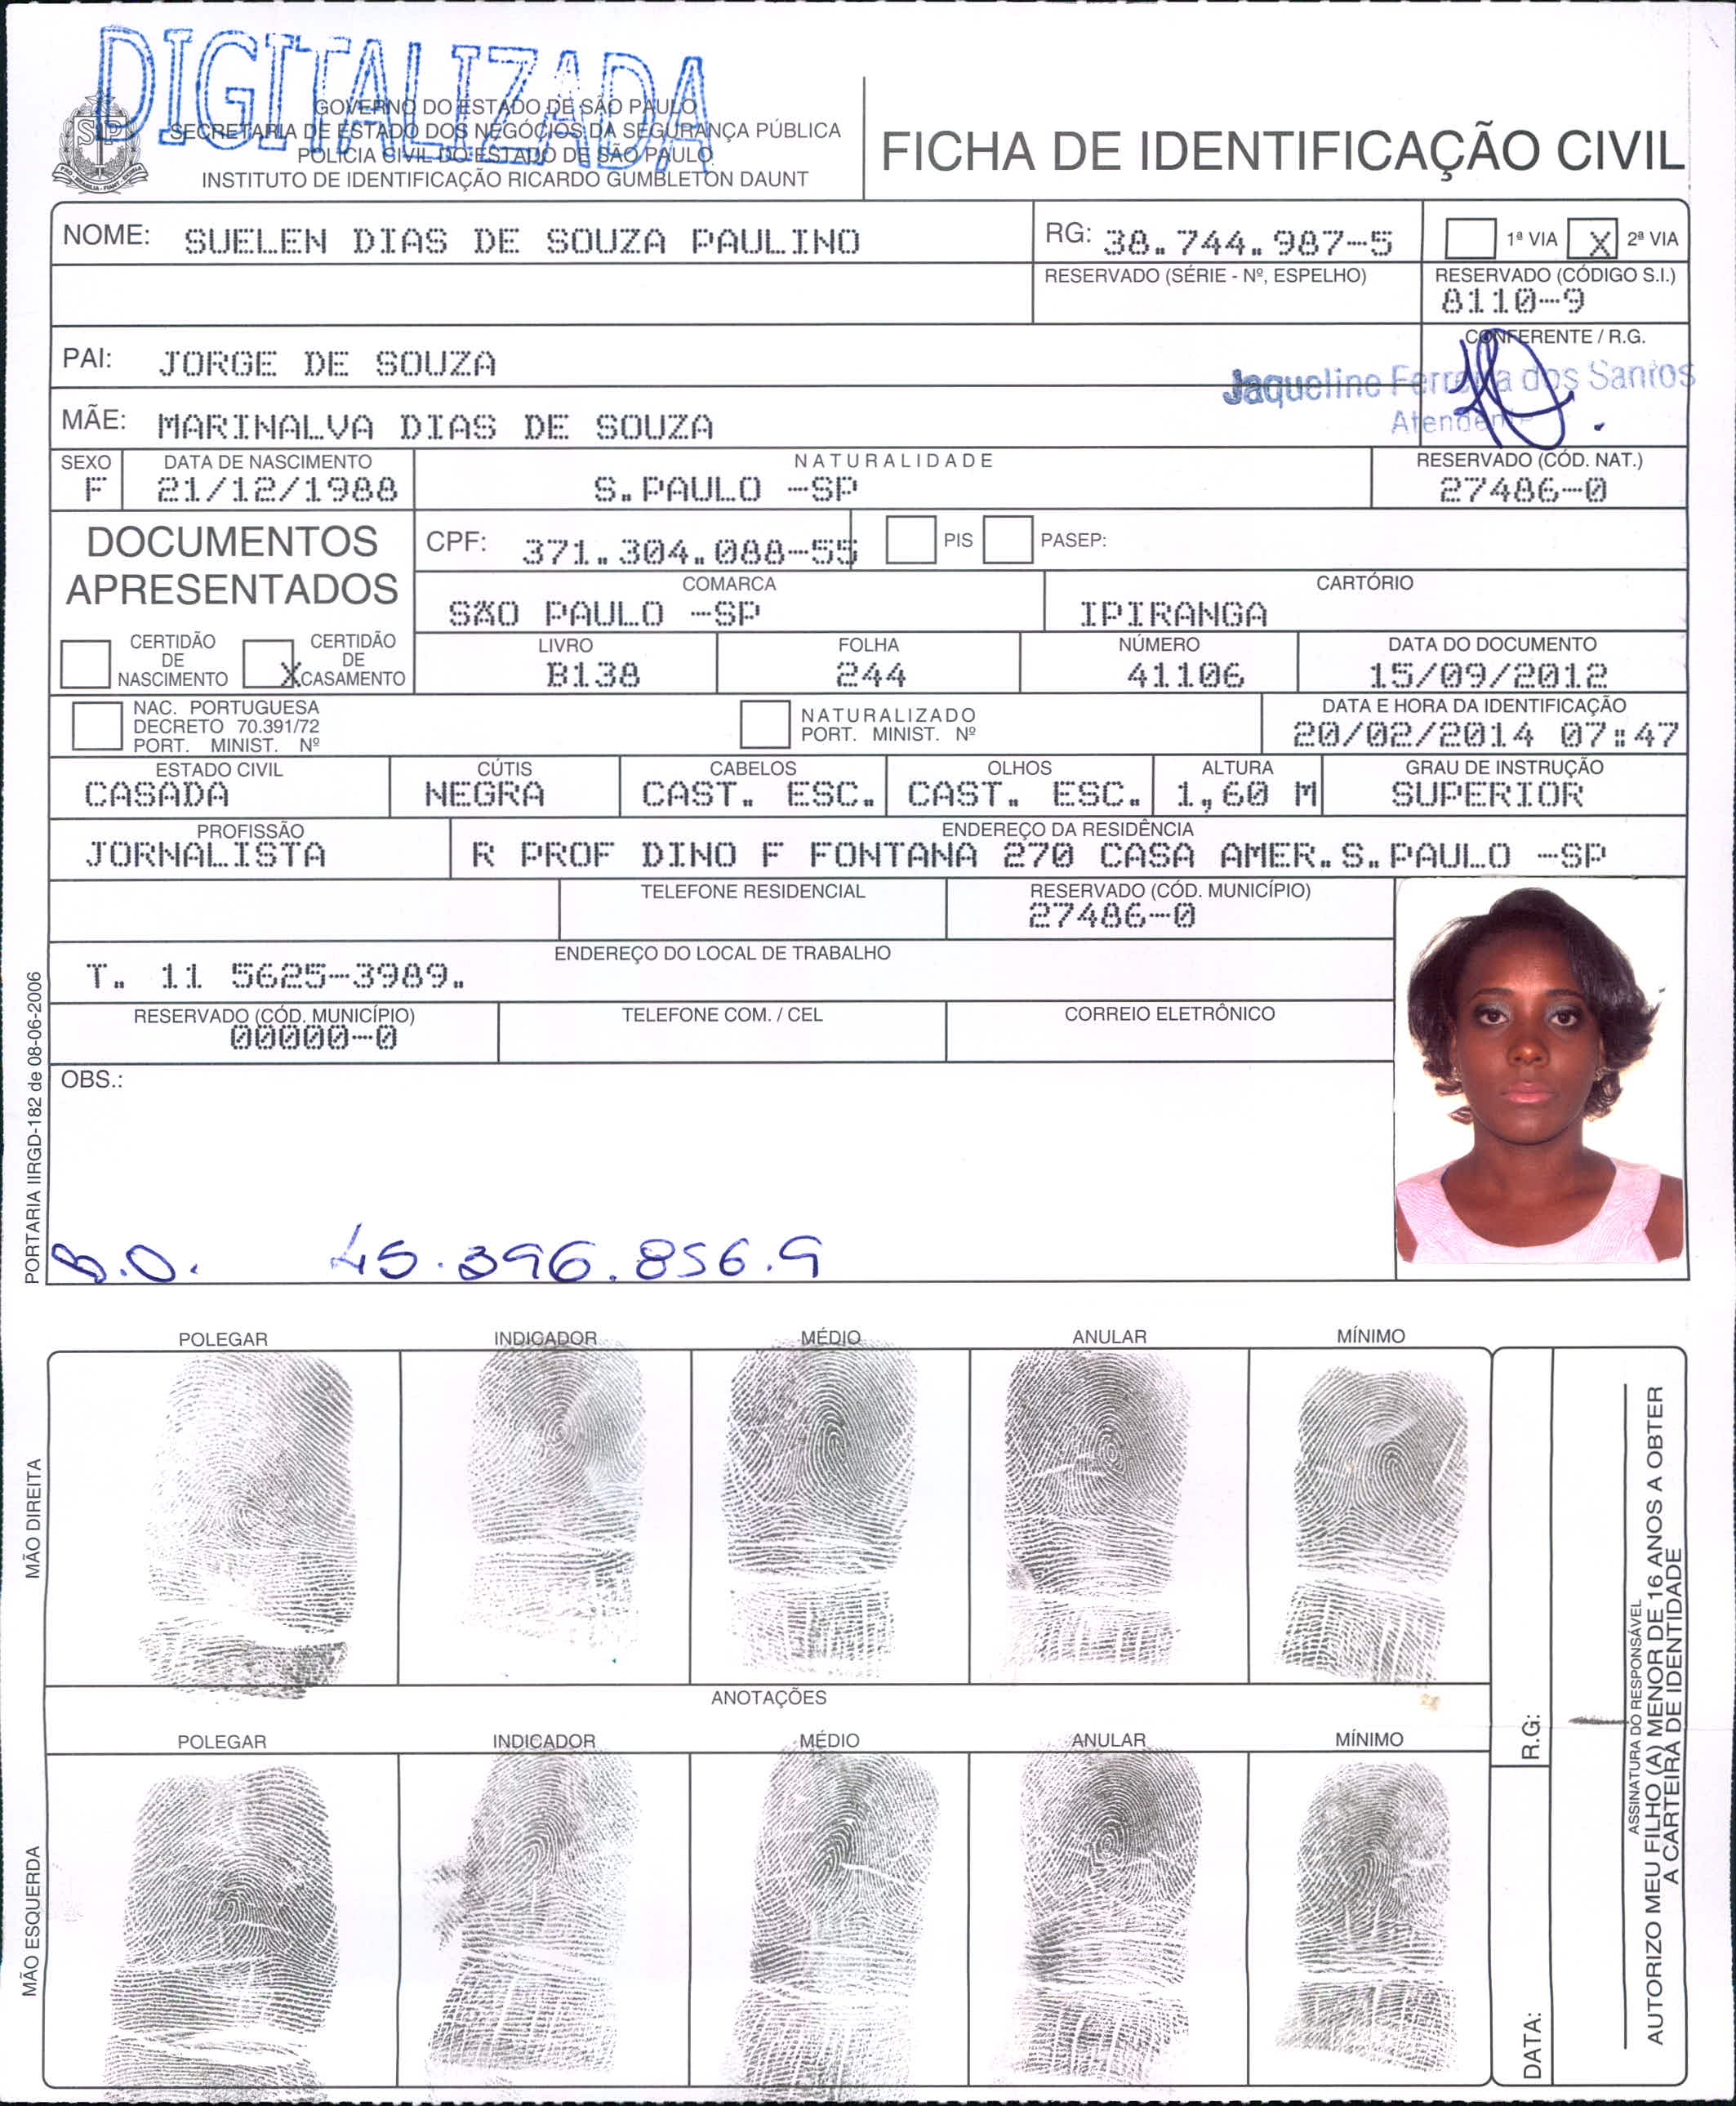 DIGITALIZADA
GOVERNO DO ESTADO DE SÃO PAULO
SECRETARIA DE ESTADO DOS NEGÓCIOS DA SEGURANÇA PÚBLICA
POLÍCIA CIVIL DO ESTADO DE SÃO PAULO
INSTITUTO DE IDENTIFICAÇÃO RICARDO GUMBLETON DAUNT
FICHA DE IDENTIFICAÇÃO CIVIL
NOME: SUELEN DIAS DE SOUZA PAULINO
RG: 38.744.987-5
1ª VIA X 2ª VIA
RESERVADO (SÉRIE - Nº, ESPELHO)
RESERVADO (CÓDIGO S.I.)
8110-9
PAI: JORGE DE SOUZA
CONFERENTE / R.G.
Jaqueline Ferreira dos Santos
Atendente
MÃE: MARINALVA DIAS DE SOUZA
SEXO
F
DATA DE NASCIMENTO
21/12/1988
NATURALIDADE
S.PAULO -SP
RESERVADO (CÓD. NAT.)
27486-0
DOCUMENTOS
APRESENTADOS
CPF: 371.304.088-55
PIS
PASEP:
COMARCA
SÃO PAULO -SP
CARTÓRIO
IPIRANGA
CERTIDÃO
DE
NASCIMENTO
X
CERTIDÃO
DE
CASAMENTO
LIVRO
B138
FOLHA
244
NÚMERO
41106
DATA DO DOCUMENTO
15/09/2012
NAC. PORTUGUESA
DECRETO 70.391/72
PORT. MINIST. Nº
NATURALIZADO
PORT. MINIST. Nº
DATA E HORA DA IDENTIFICAÇÃO
20/02/2014 07:47
ESTADO CIVIL
CASADA
CÚTIS
NEGRA
CABELOS
CAST. ESC.
OLHOS
CAST. ESC.
ALTURA
1,60 M
GRAU DE INSTRUÇÃO
SUPERIOR
PROFISSÃO
JORNALISTA
ENDEREÇO DA RESIDÊNCIA
R PROF DINO F FONTANA 270 CASA AMER.S.PAULO -SP
TELEFONE RESIDENCIAL
RESERVADO (CÓD. MUNICÍPIO)
27486-0
ENDEREÇO DO LOCAL DE TRABALHO
T. 11 5625-3989.
RESERVADO (CÓD. MUNICÍPIO)
00000-0
TELEFONE COM. / CEL
CORREIO ELETRÔNICO
OBS.:
45.396.856.9
PORTARIA IIRGD-182 de 08-06-2006
POLEGAR
INDICADOR
MÉDIO
ANULAR
MÍNIMO
MÃO DIREITA
ANOTAÇÕES
POLEGAR
INDICADOR
MÉDIO
ANULAR
MÍNIMO
MÃO ESQUERDA
R.G:
DATA:
ASSINATURA DO RESPONSÁVEL
AUTORIZO MEU FILHO (A) MENOR DE 16 ANOS A OBTER
A CARTEIRA DE IDENTIDADE